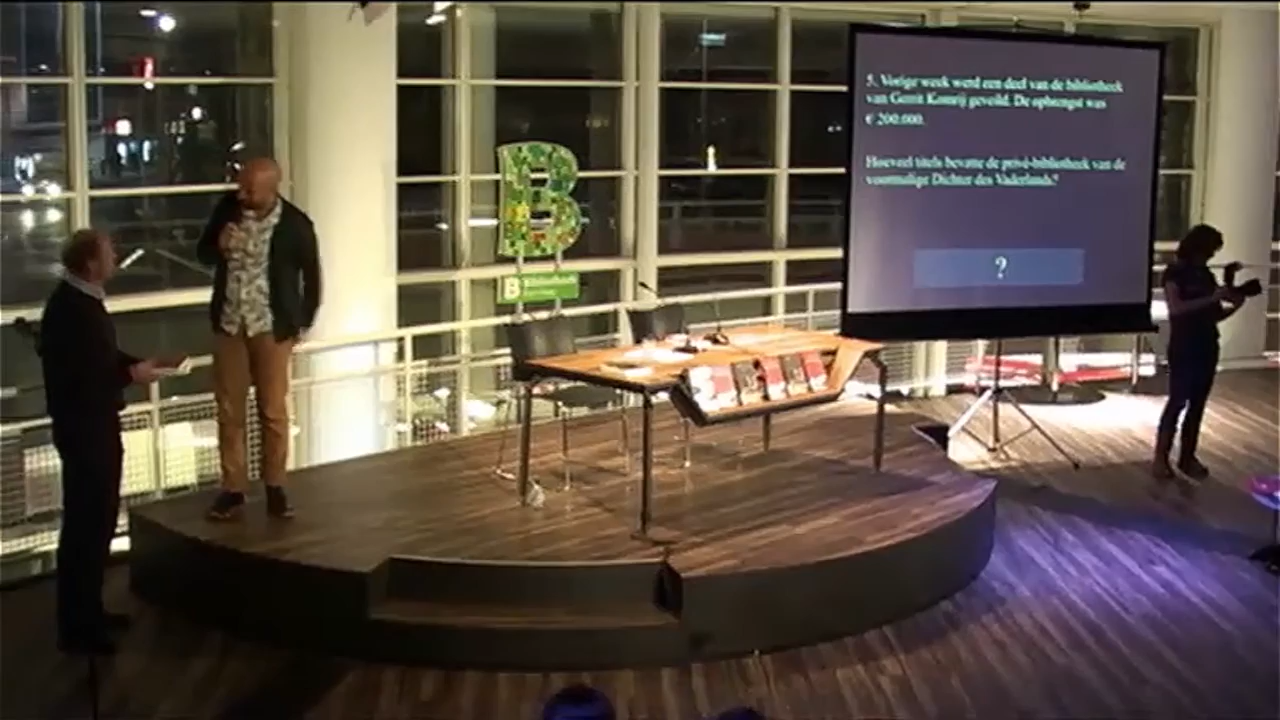 B
B
5. Vorige week werd een deel van de bibliotheek
van Gerrit Komrij geveild. De opbrengst was
€ 200.000.
Hoeveel titels bevatte de privé-bibliotheek van de
voormalige Dichter des Vaderlands?
?